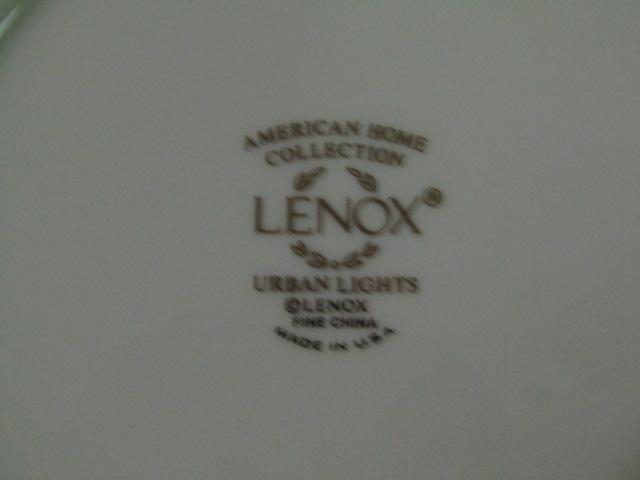 AMERICAN HOME
COLLECTION
LENOX®
URBAN LIGHTS
©LENOX
FINE CHINA
MADE IN U.S.A.